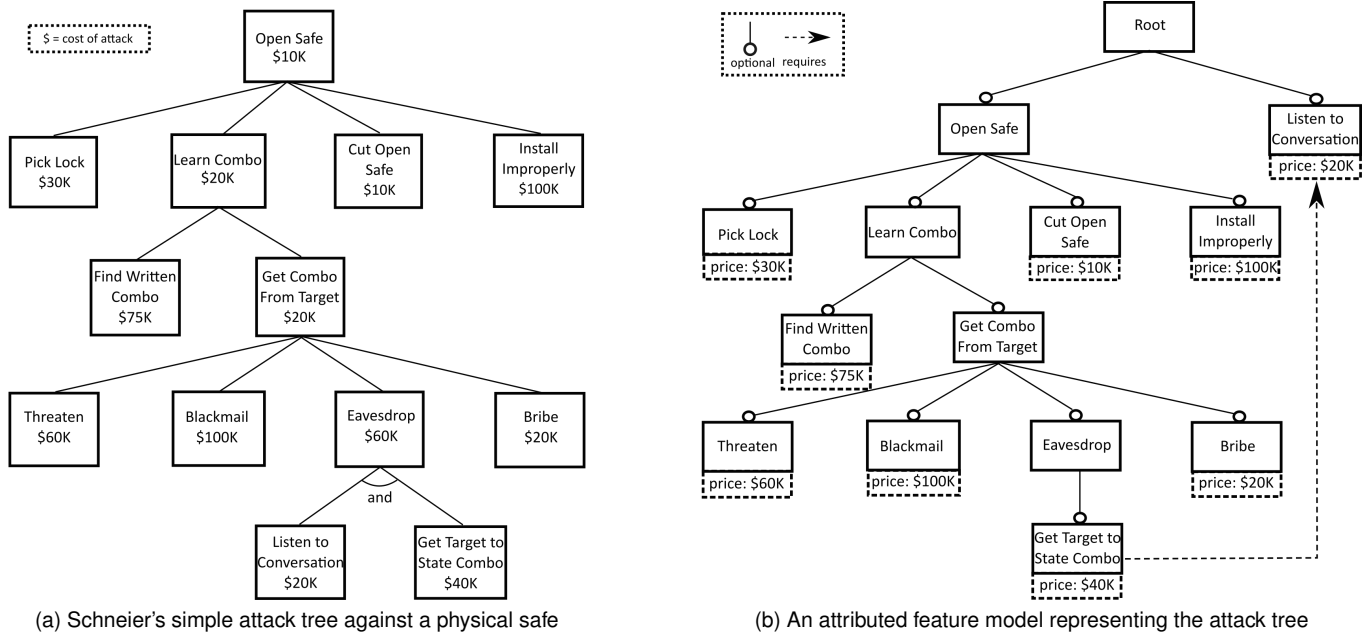 $ = cost of attack
Open Safe
$10K
Pick Lock
$30K
Learn Combo
$20K
Cut Open
Safe
$10K
Install
Improperly
$100K
Find Written
Combo
$75K
Get Combo
From Target
$20K
Threaten
$60K
Blackmail
$100K
Eavesdrop
$60K
Bribe
$20K
and
Listen to
Conversation
$20K
Get Target to
State Combo
$40K
(a) Schneier's simple attack tree against a physical safe
optional requires
Root
Open Safe
Listen to
Conversation
price: $20K
Pick Lock
price: $30K
Learn Combo
Cut Open
Safe
price: $10K
Install
Improperly
price: $100K
Find Written
Combo
price: $75K
Get Combo
From Target
Threaten
price: $60K
Blackmail
price: $100K
Eavesdrop
Bribe
price: $20K
Get Target to
State Combo
price: $40K
(b) An attributed feature model representing the attack tree